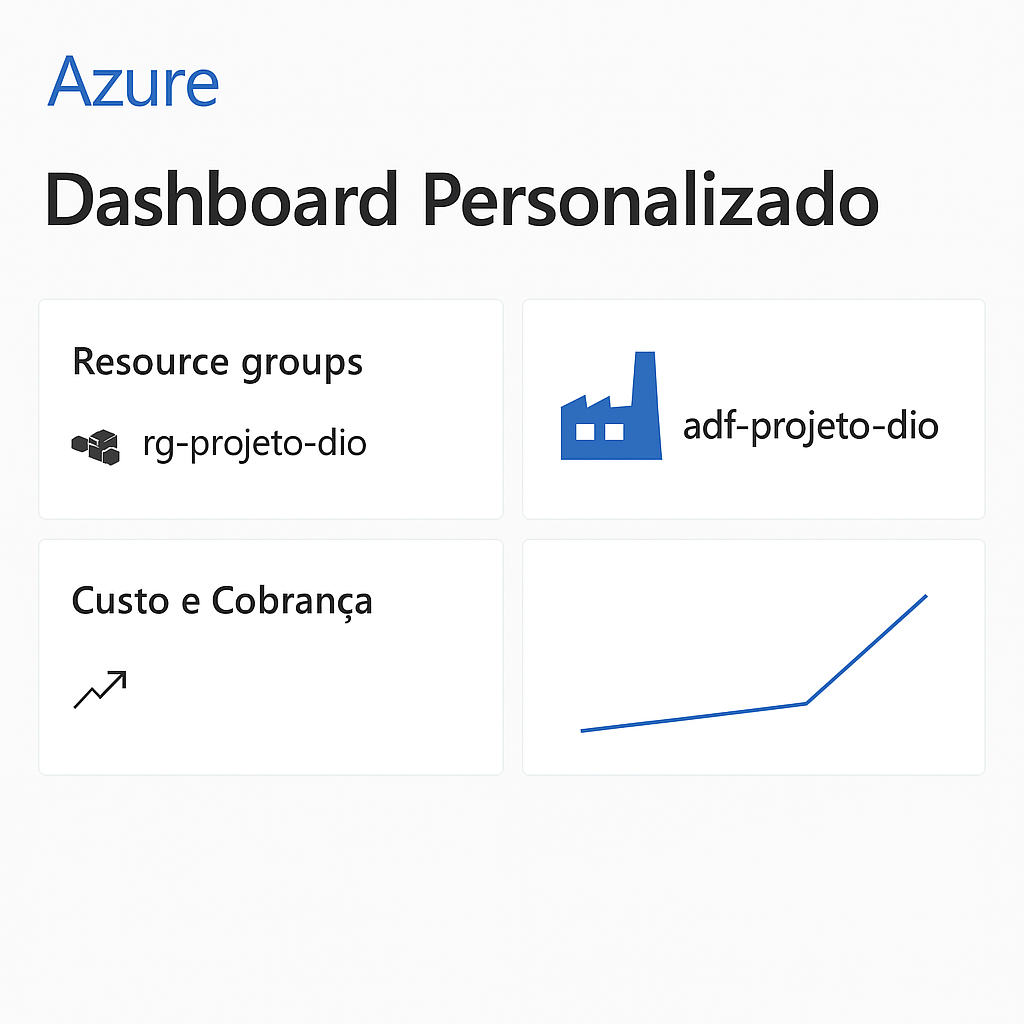 Azure
Dashboard Personalizado
Resource groups
rg-projeto-dio
adf-projeto-dio
Custo e Cobrança